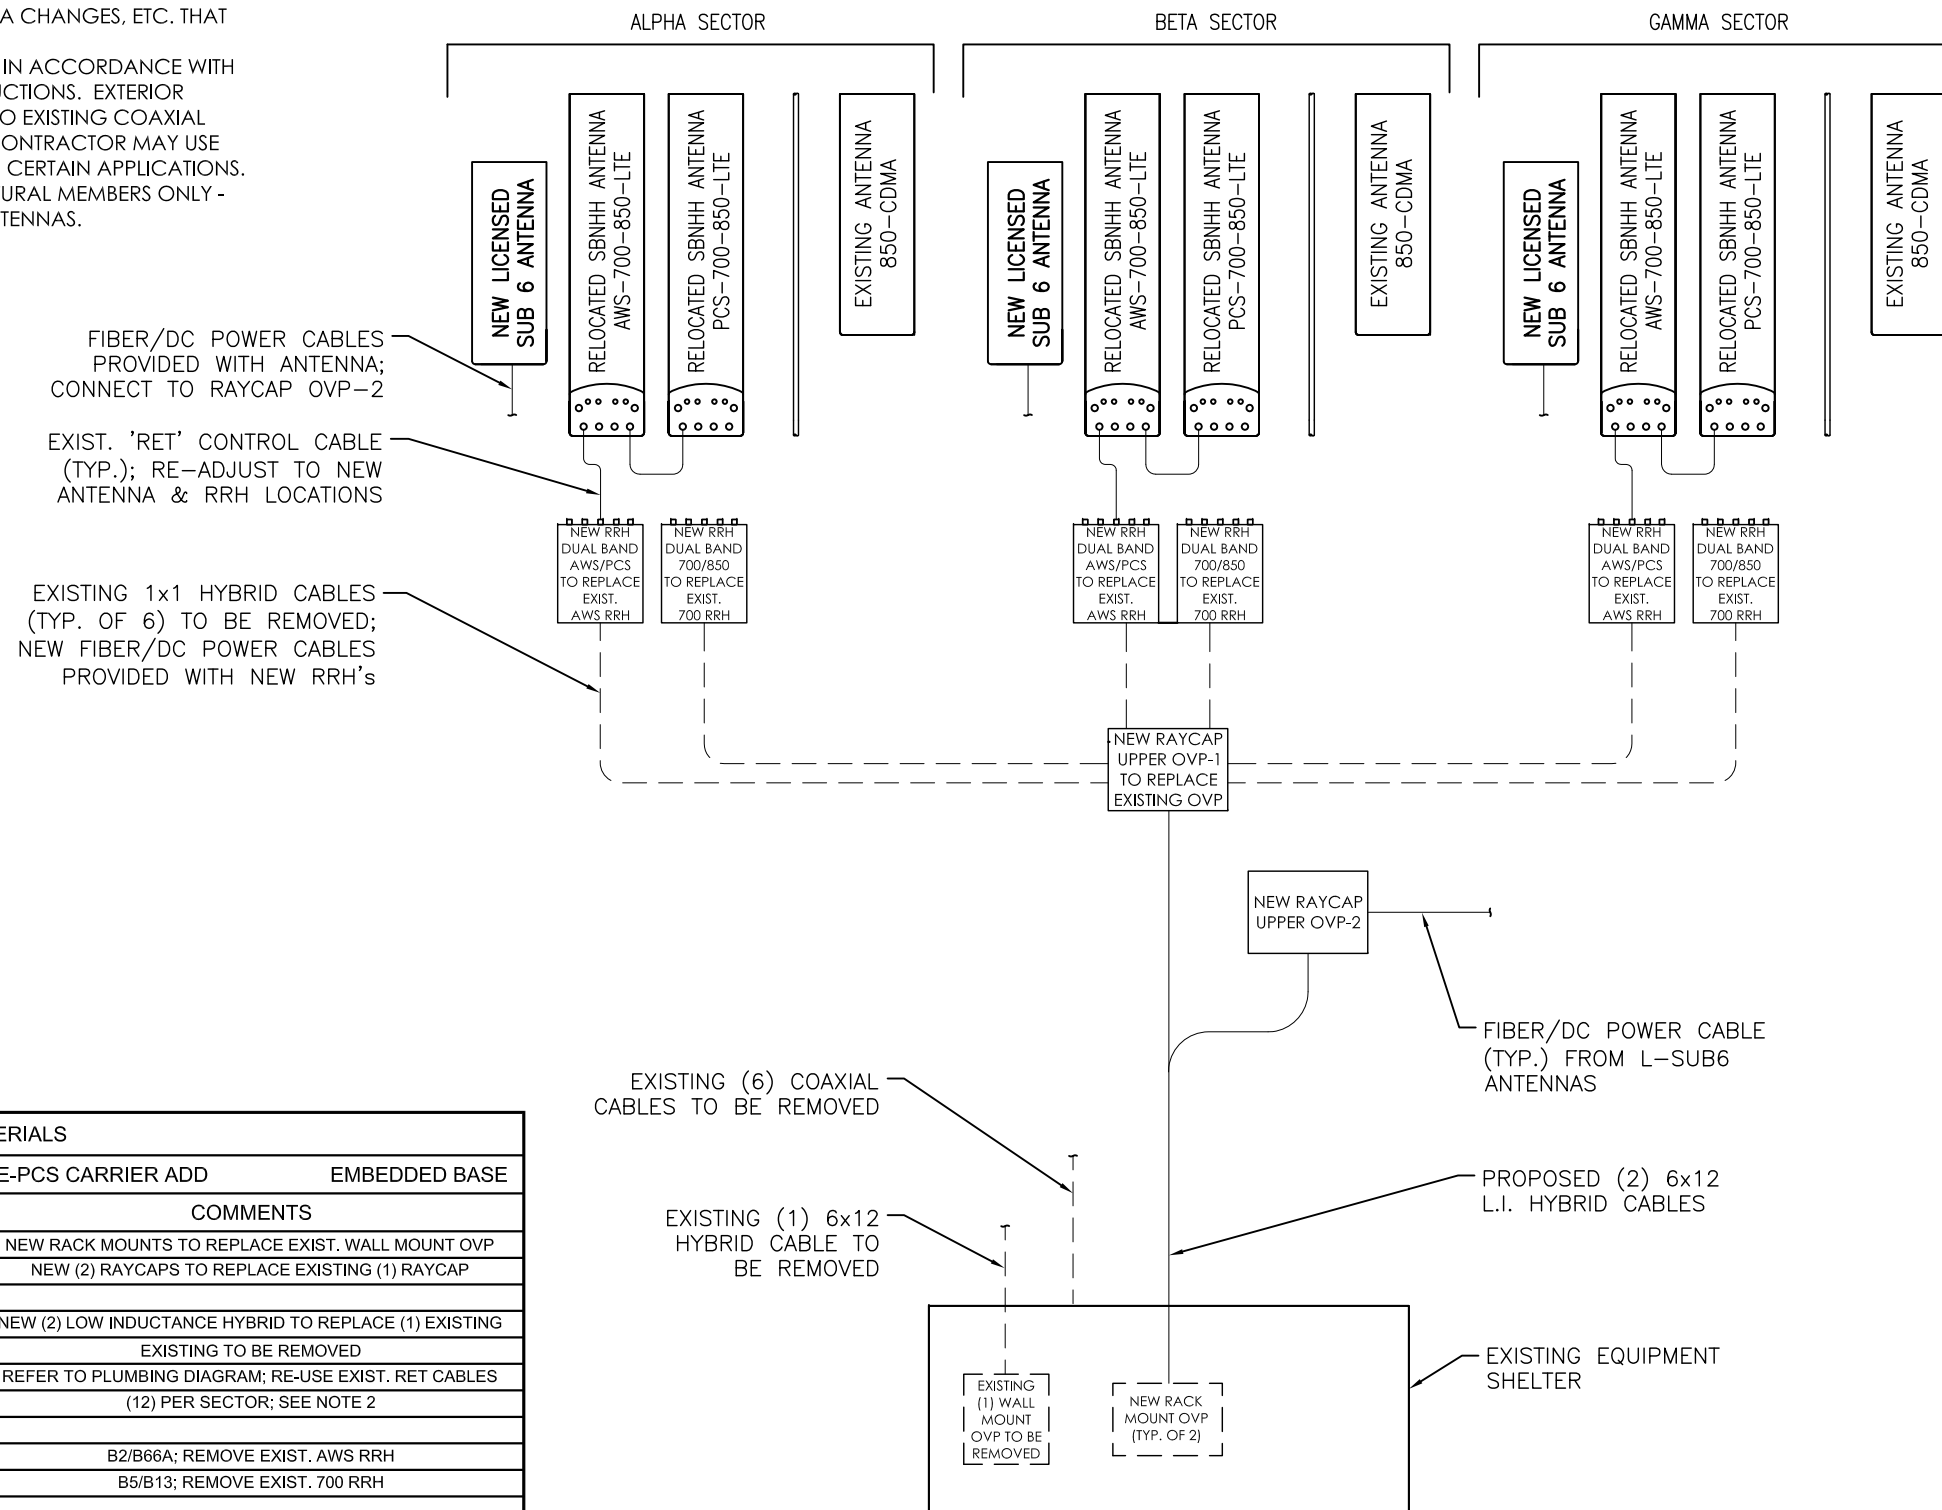 A CHANGES, ETC. THAT
IN ACCORDANCE WITH
UCTIONS. EXTERIOR
O EXISTING COAXIAL
ONTRACTOR MAY USE
CERTAIN APPLICATIONS.
URAL MEMBERS ONLY -
TENNAS.
ALPHA SECTOR
NEW LICENSED
SUB 6 ANTENNA
RELOCATED SBNHH ANTENNA
AWS-700-850-LTE
RELOCATED SBNHH ANTENNA
PCS-700-850-LTE
EXISTING ANTENNA
850-CDMA
BETA SECTOR
NEW LICENSED
SUB 6 ANTENNA
RELOCATED SBNHH ANTENNA
AWS-700-850-LTE
RELOCATED SBNHH ANTENNA
PCS-700-850-LTE
EXISTING ANTENNA
850-CDMA
GAMMA SECTOR
NEW LICENSED
SUB 6 ANTENNA
RELOCATED SBNHH ANTENNA
AWS-700-850-LTE
RELOCATED SBNHH ANTENNA
PCS-700-850-LTE
EXISTING ANTENNA
850-CDMA
FIBER/DC POWER CABLES
PROVIDED WITH ANTENNA;
CONNECT TO RAYCAP OVP-2
EXIST. 'RET' CONTROL CABLE
(TYP.); RE-ADJUST TO NEW
ANTENNA & RRH LOCATIONS
EXISTING 1x1 HYBRID CABLES
(TYP. OF 6) TO BE REMOVED;
NEW FIBER/DC POWER CABLES
PROVIDED WITH NEW RRH's
NEW RRH
DUAL BAND
AWS/PCS
TO REPLACE
EXIST.
AWS RRH
NEW RRH
DUAL BAND
700/850
TO REPLACE
EXIST.
700 RRH
NEW RRH
DUAL BAND
AWS/PCS
TO REPLACE
EXIST.
AWS RRH
NEW RRH
DUAL BAND
700/850
TO REPLACE
EXIST.
700 RRH
NEW RRH
DUAL BAND
AWS/PCS
TO REPLACE
EXIST.
AWS RRH
NEW RRH
DUAL BAND
700/850
TO REPLACE
EXIST.
700 RRH
NEW RAYCAP
UPPER OVP-1
TO REPLACE
EXISTING OVP
NEW RAYCAP
UPPER OVP-2
FIBER/DC POWER CABLE
(TYP.) FROM L-SUB6
ANTENNAS
EXISTING (6) COAXIAL
CABLES TO BE REMOVED
EXISTING (1) 6x12
HYBRID CABLE TO
BE REMOVED
PROPOSED (2) 6x12
L.I. HYBRID CABLES
EXISTING EQUIPMENT
SHELTER
EXISTING
(1) WALL
MOUNT
OVP TO BE
REMOVED
NEW RACK
MOUNT OVP
(TYP. OF 2)
ERIALS
E-PCS CARRIER ADD EMBEDDED BASE
COMMENTS
NEW RACK MOUNTS TO REPLACE EXIST. WALL MOUNT OVP
NEW (2) RAYCAPS TO REPLACE EXISTING (1) RAYCAP
NEW (2) LOW INDUCTANCE HYBRID TO REPLACE (1) EXISTING
EXISTING TO BE REMOVED
REFER TO PLUMBING DIAGRAM; RE-USE EXIST. RET CABLES
(12) PER SECTOR; SEE NOTE 2
B2/B66A; REMOVE EXIST. AWS RRH
B5/B13; REMOVE EXIST. 700 RRH